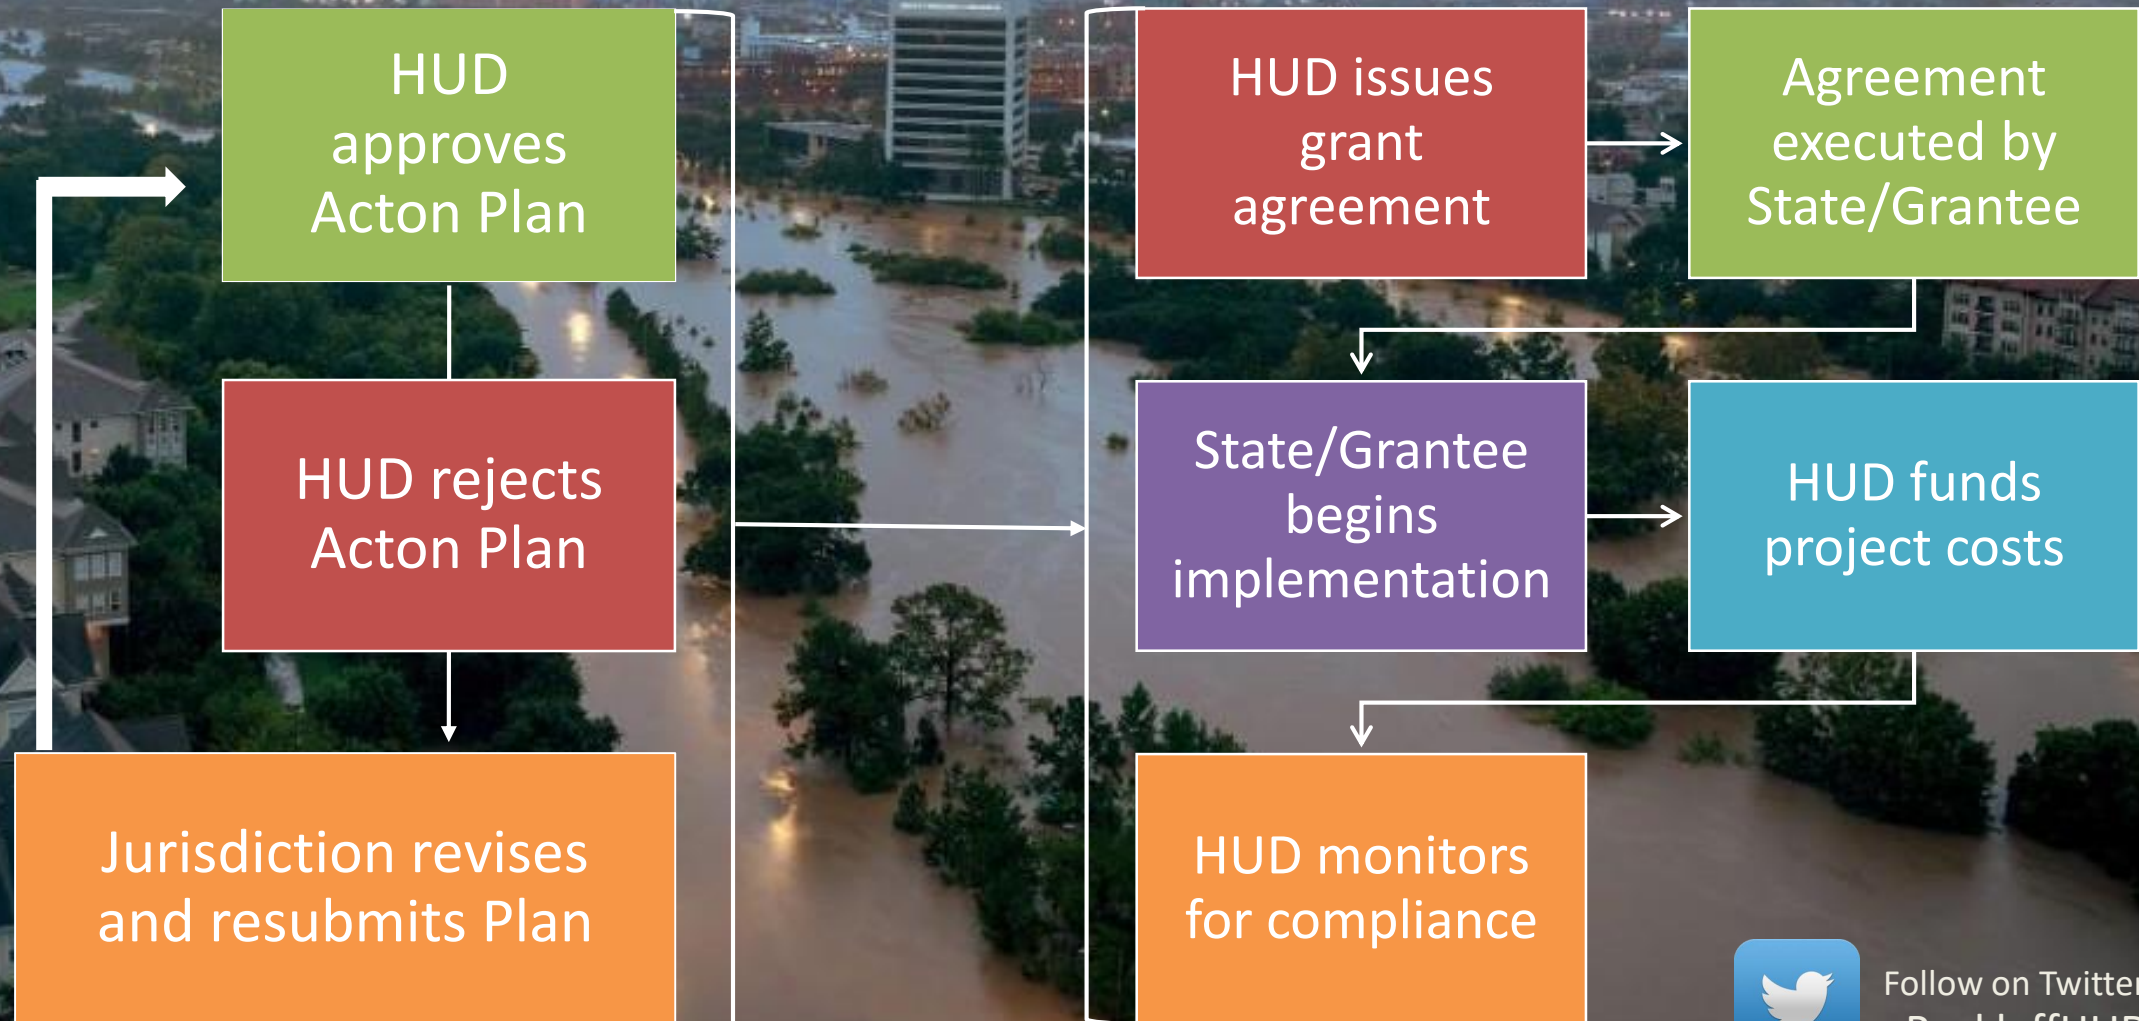 HUD
approves
Acton Plan
HUD rejects
Acton Plan
Jurisdiction revises
and resubmits Plan
HUD issues
grant
agreement
Agreement
executed by
State/Grantee
State/Grantee
begins
implementation
HUD funds
project costs
HUD monitors
for compliance
Follow on Twitter